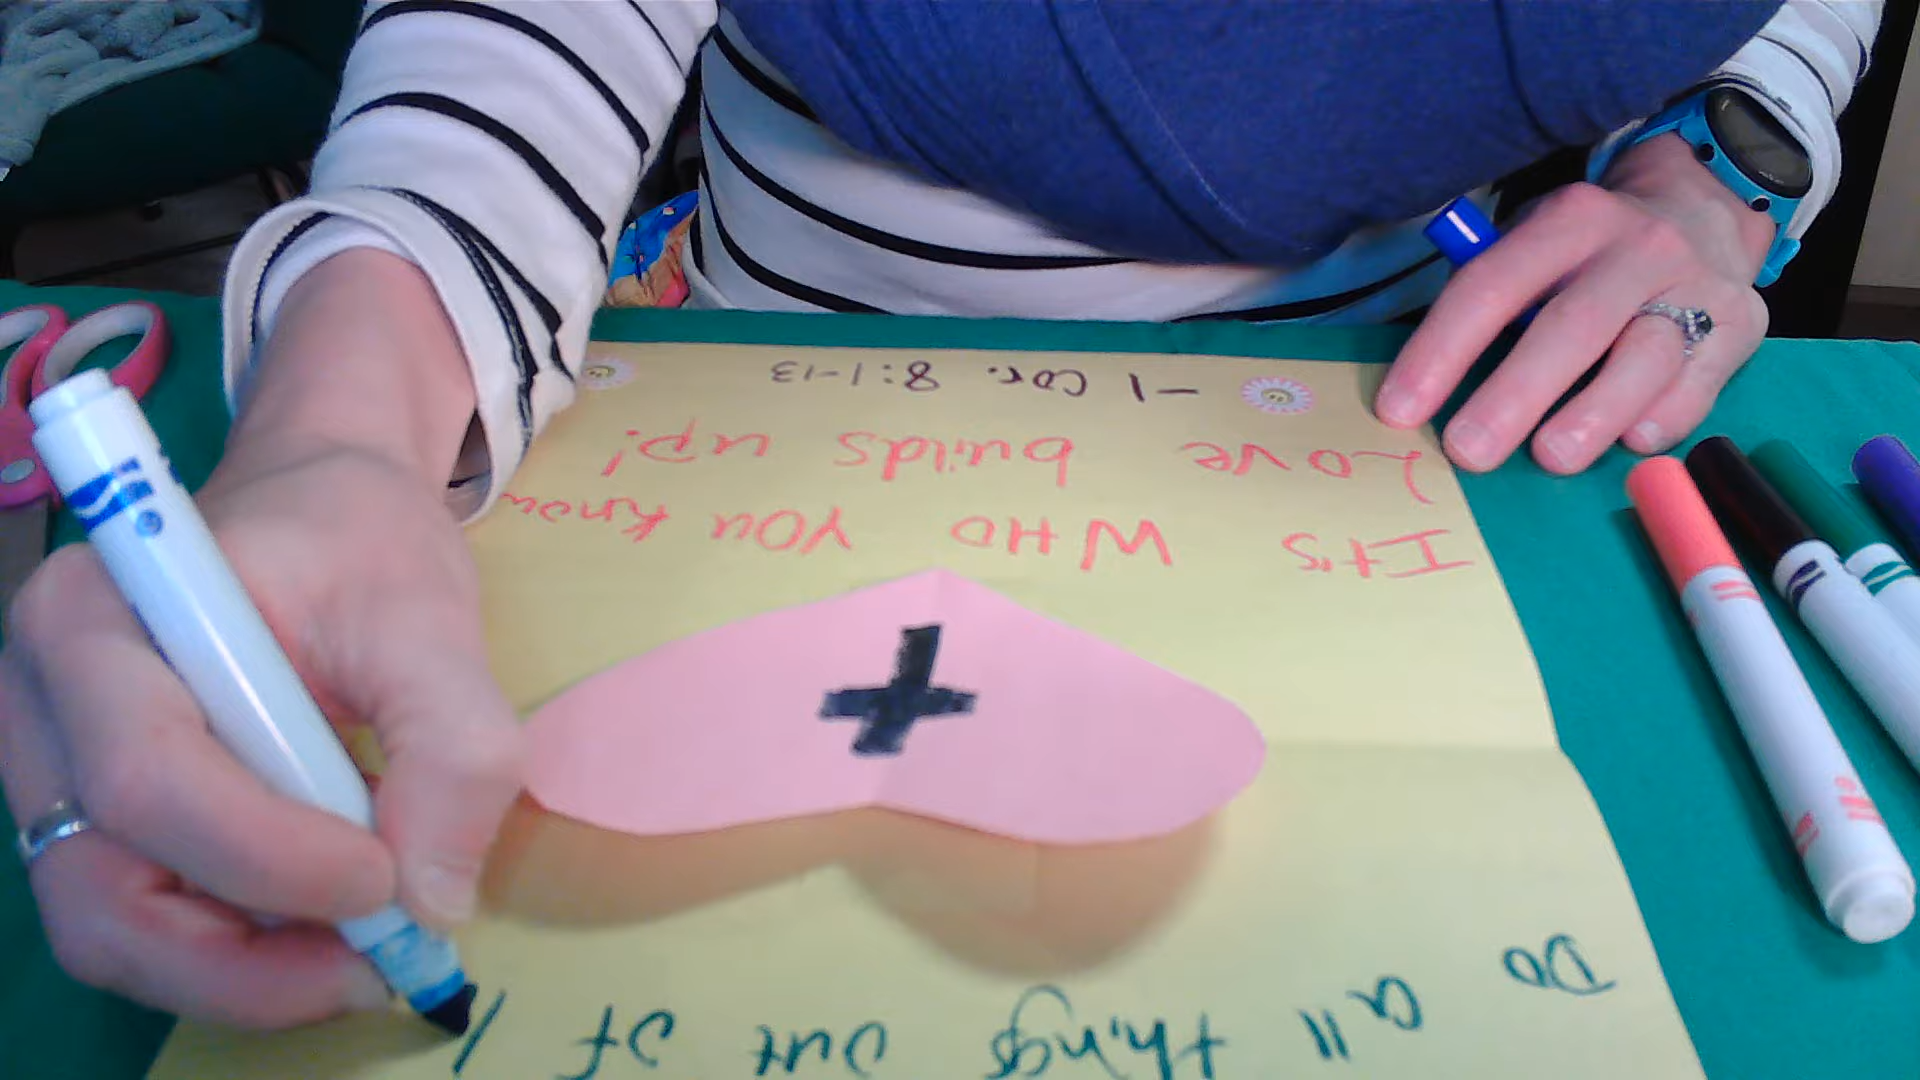 Do all things out of l
It's WHO you know
Love builds up!
-1 Cor. 8:1-13